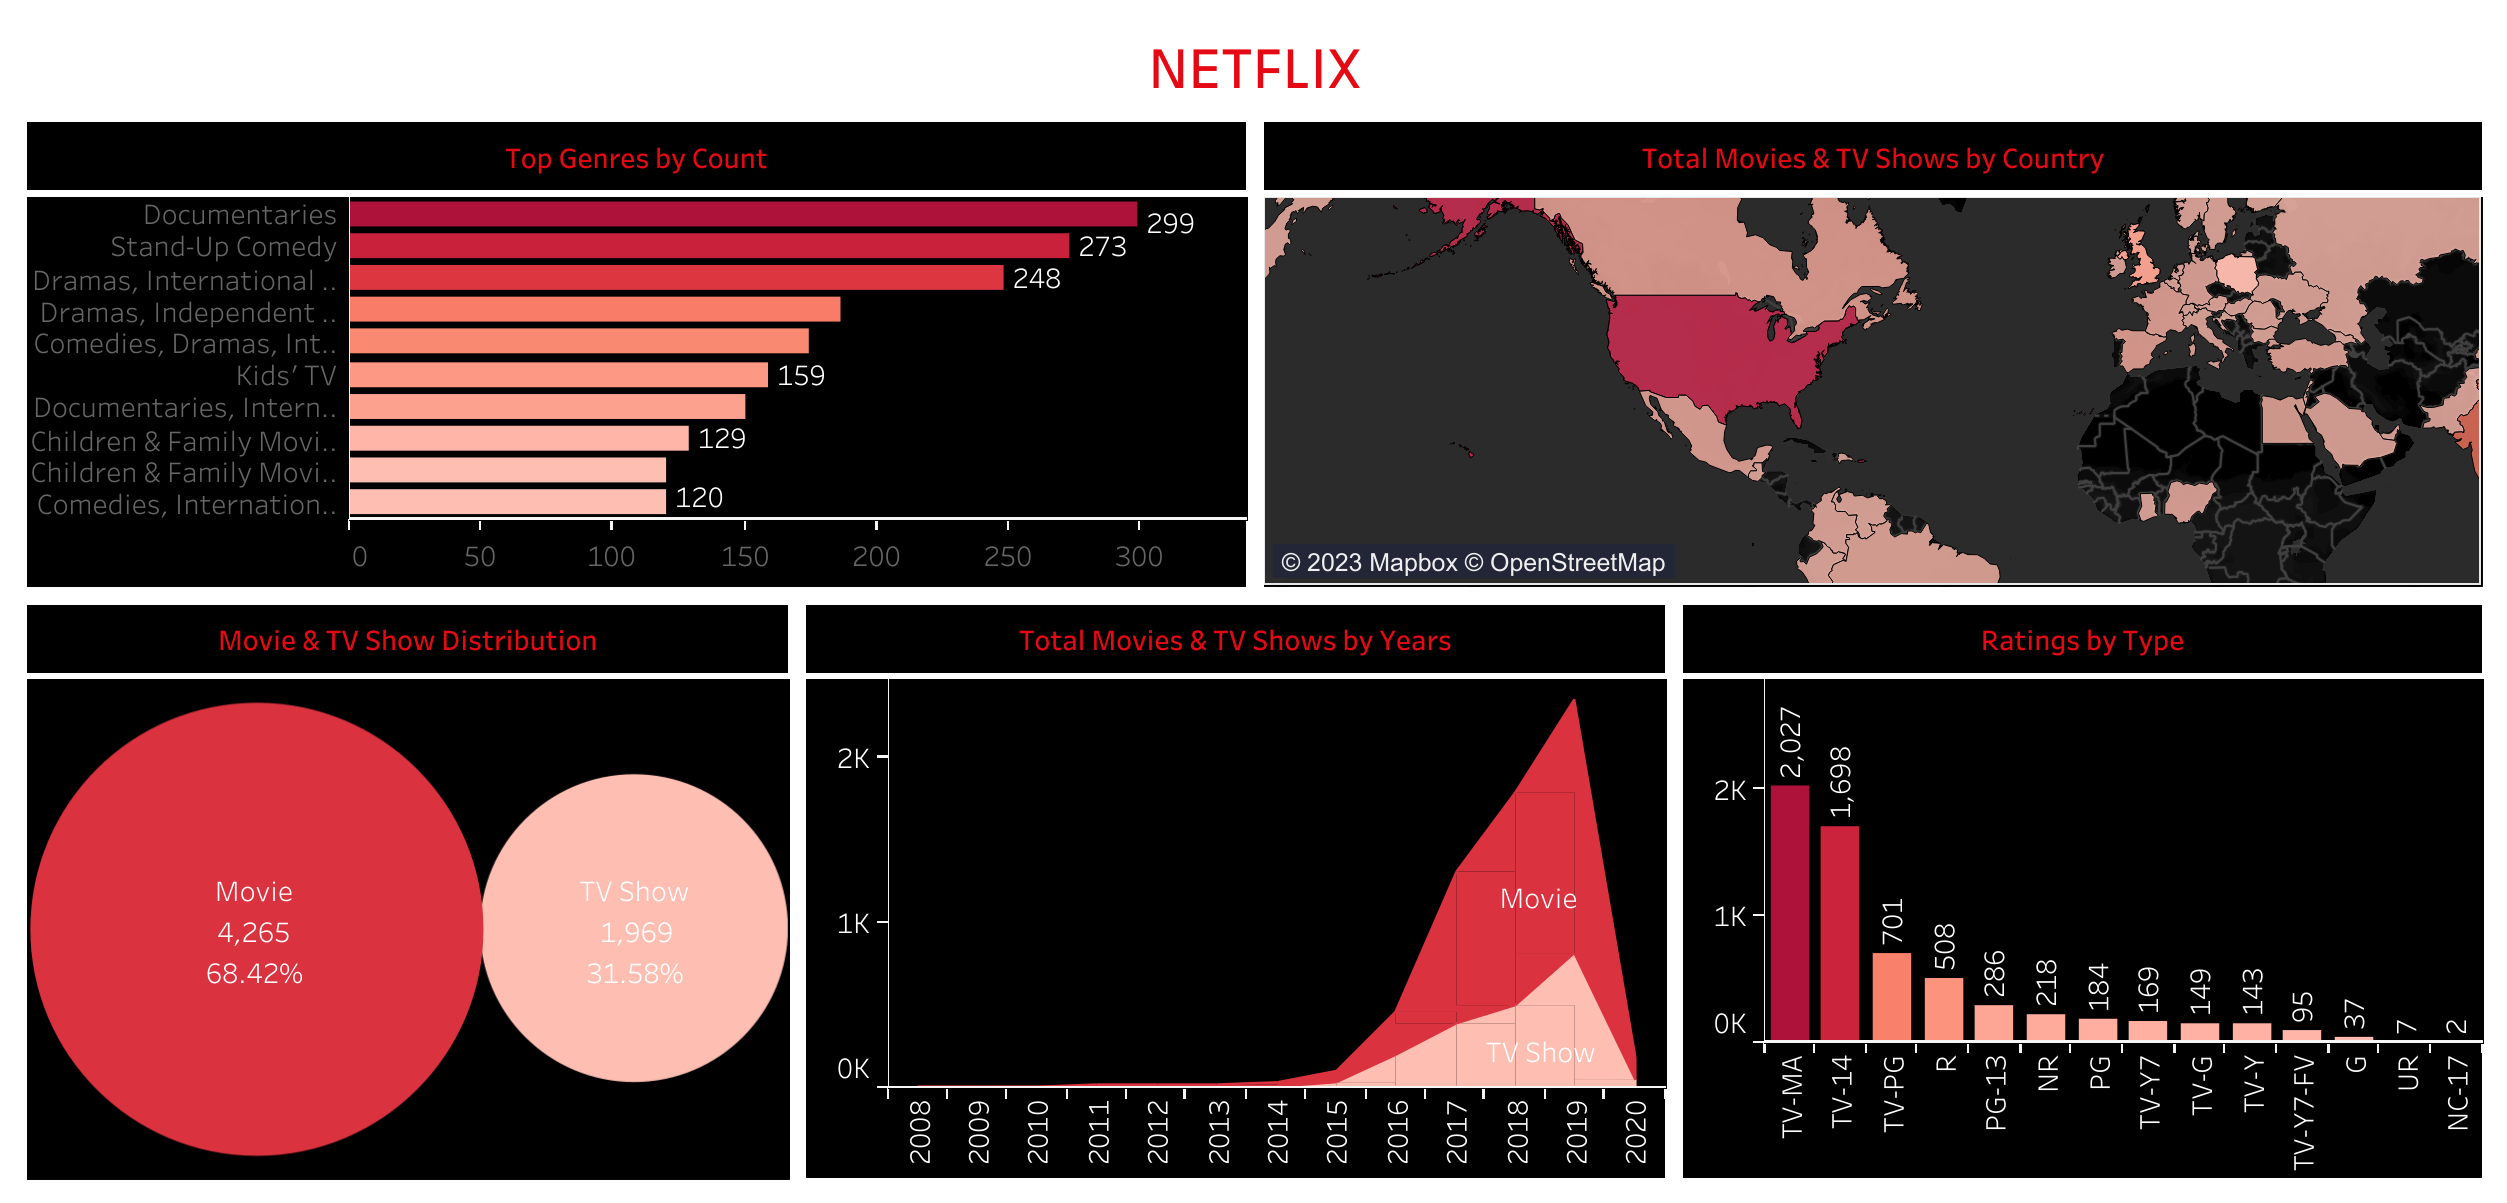 NETFLIX
Top Genres by Count
Documentaries
299
Stand-Up Comedy
273
Dramas, International ..
248
Dramas, Independent ..
Comedies, Dramas, Int..
Kids’ TV
159
Documentaries, Intern..
Children & Family Movi..
129
Children & Family Movi..
Comedies, Internation..
120
0 50 100 150 200 250 300
Total Movies & TV Shows by Country
© 2023 Mapbox © OpenStreetMap
Movie & TV Show Distribution
Movie
4,265
68.42%
TV Show
1,969
31.58%
Total Movies & TV Shows by Years
2K
1K
0K
Movie
TV Show
2008 2009 2010 2011 2012 2013 2014 2015 2016 2017 2018 2019 2020
Ratings by Type
2K
1K
0K
2,027 1,698 701 508 286 218 184 169 149 143 95 37 7 2
TV-MA TV-14 TV-PG R PG-13 NR PG TV-Y7 TV-G TV-Y TV-Y7-FV G UR NC-17